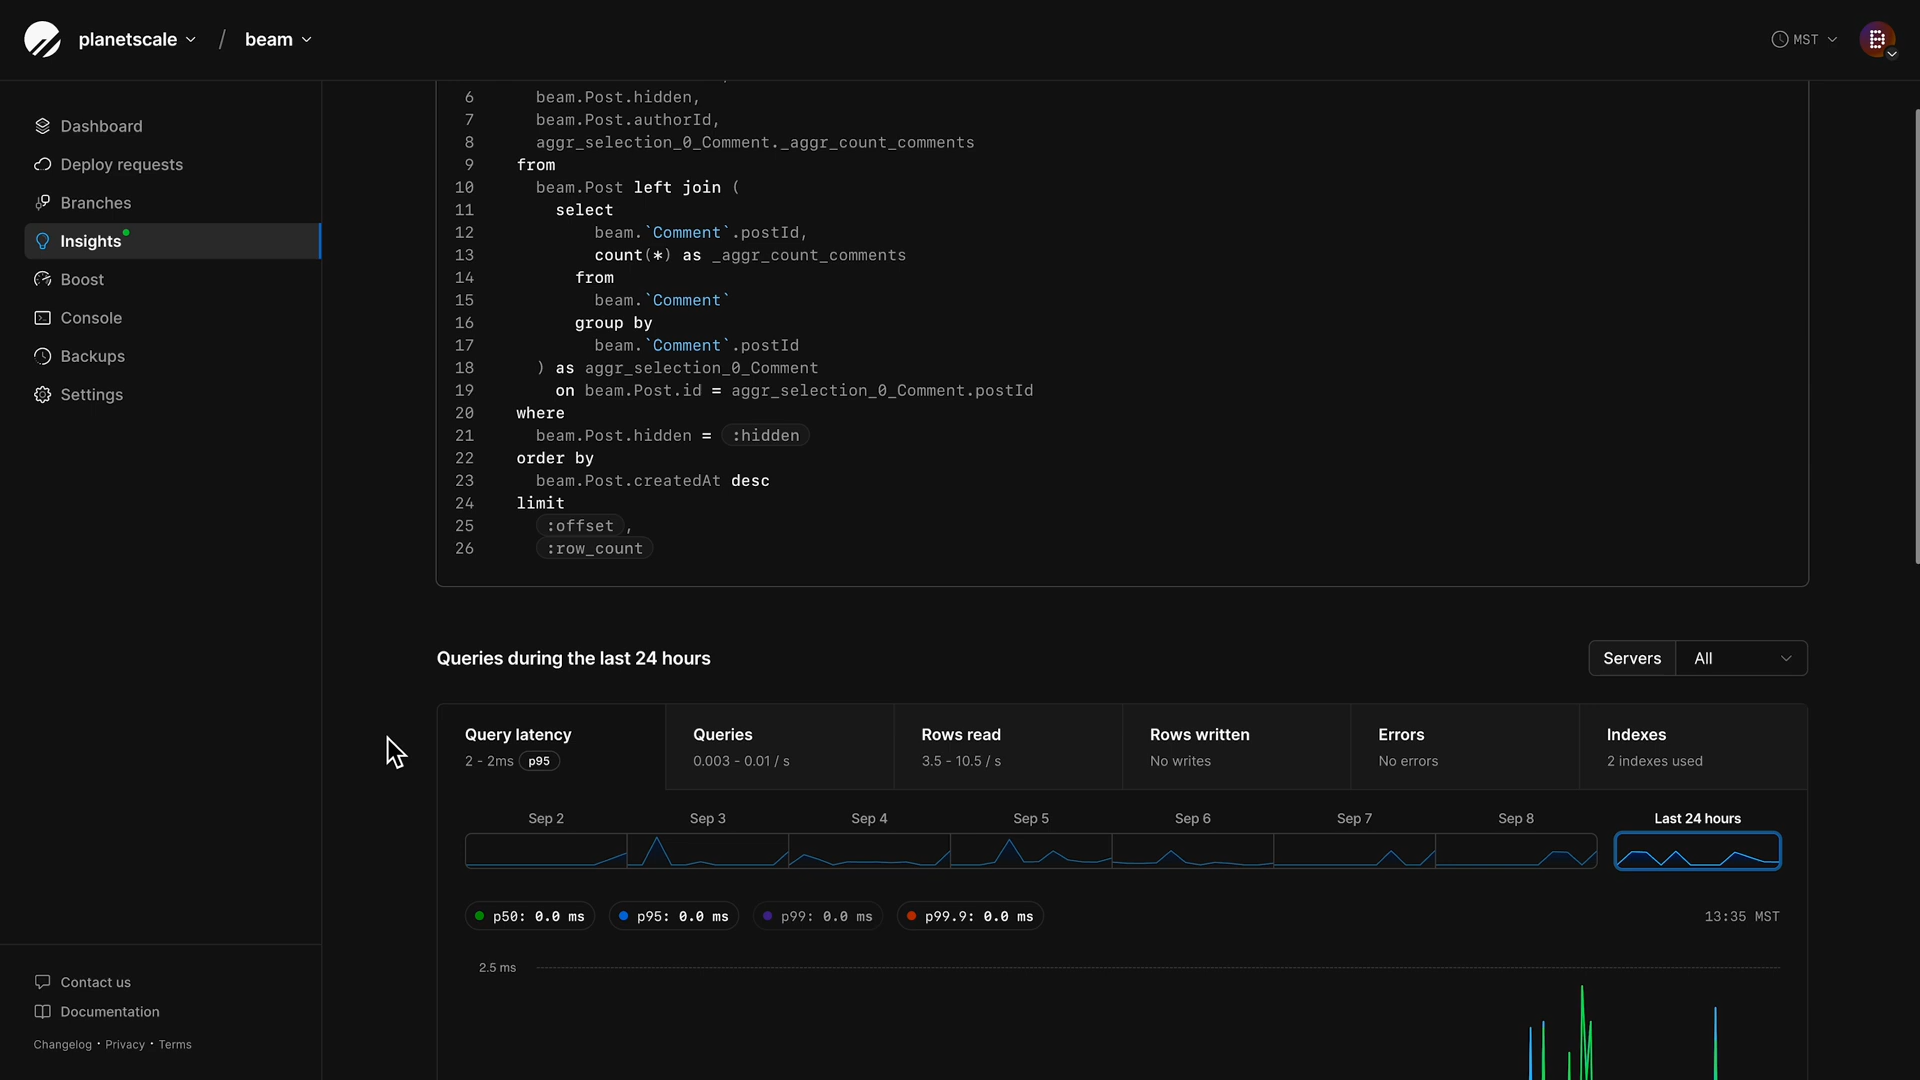 planetscale / beam
MST
Dashboard
Deploy requests
Branches
Insights
Boost
Console
Backups
Settings
Contact us
Documentation
Changelog • Privacy • Terms
6 beam.Post.hidden,
7 beam.Post.authorId,
8 aggr_selection_0_Comment._aggr_count_comments
9 from
10 beam.Post left join (
11 select
12 beam.`Comment`.postId,
13 count(*) as _aggr_count_comments
14 from
15 beam.`Comment`
16 group by
17 beam.`Comment`.postId
18 ) as aggr_selection_0_Comment
19 on beam.Post.id = aggr_selection_0_Comment.postId
20 where
21 beam.Post.hidden = :hidden
22 order by
23 beam.Post.createdAt desc
24 limit
25 :offset ,
26 :row_count
Queries during the last 24 hours
Servers All
Query latency
2 - 2ms p95
Queries
0.003 - 0.01 / s
Rows read
3.5 - 10.5 / s
Rows written
No writes
Errors
No errors
Indexes
2 indexes used
Sep 2 Sep 3 Sep 4 Sep 5 Sep 6 Sep 7 Sep 8 Last 24 hours
p50: 0.0 ms p95: 0.0 ms p99: 0.0 ms p99.9: 0.0 ms 13:35 MST
2.5 ms